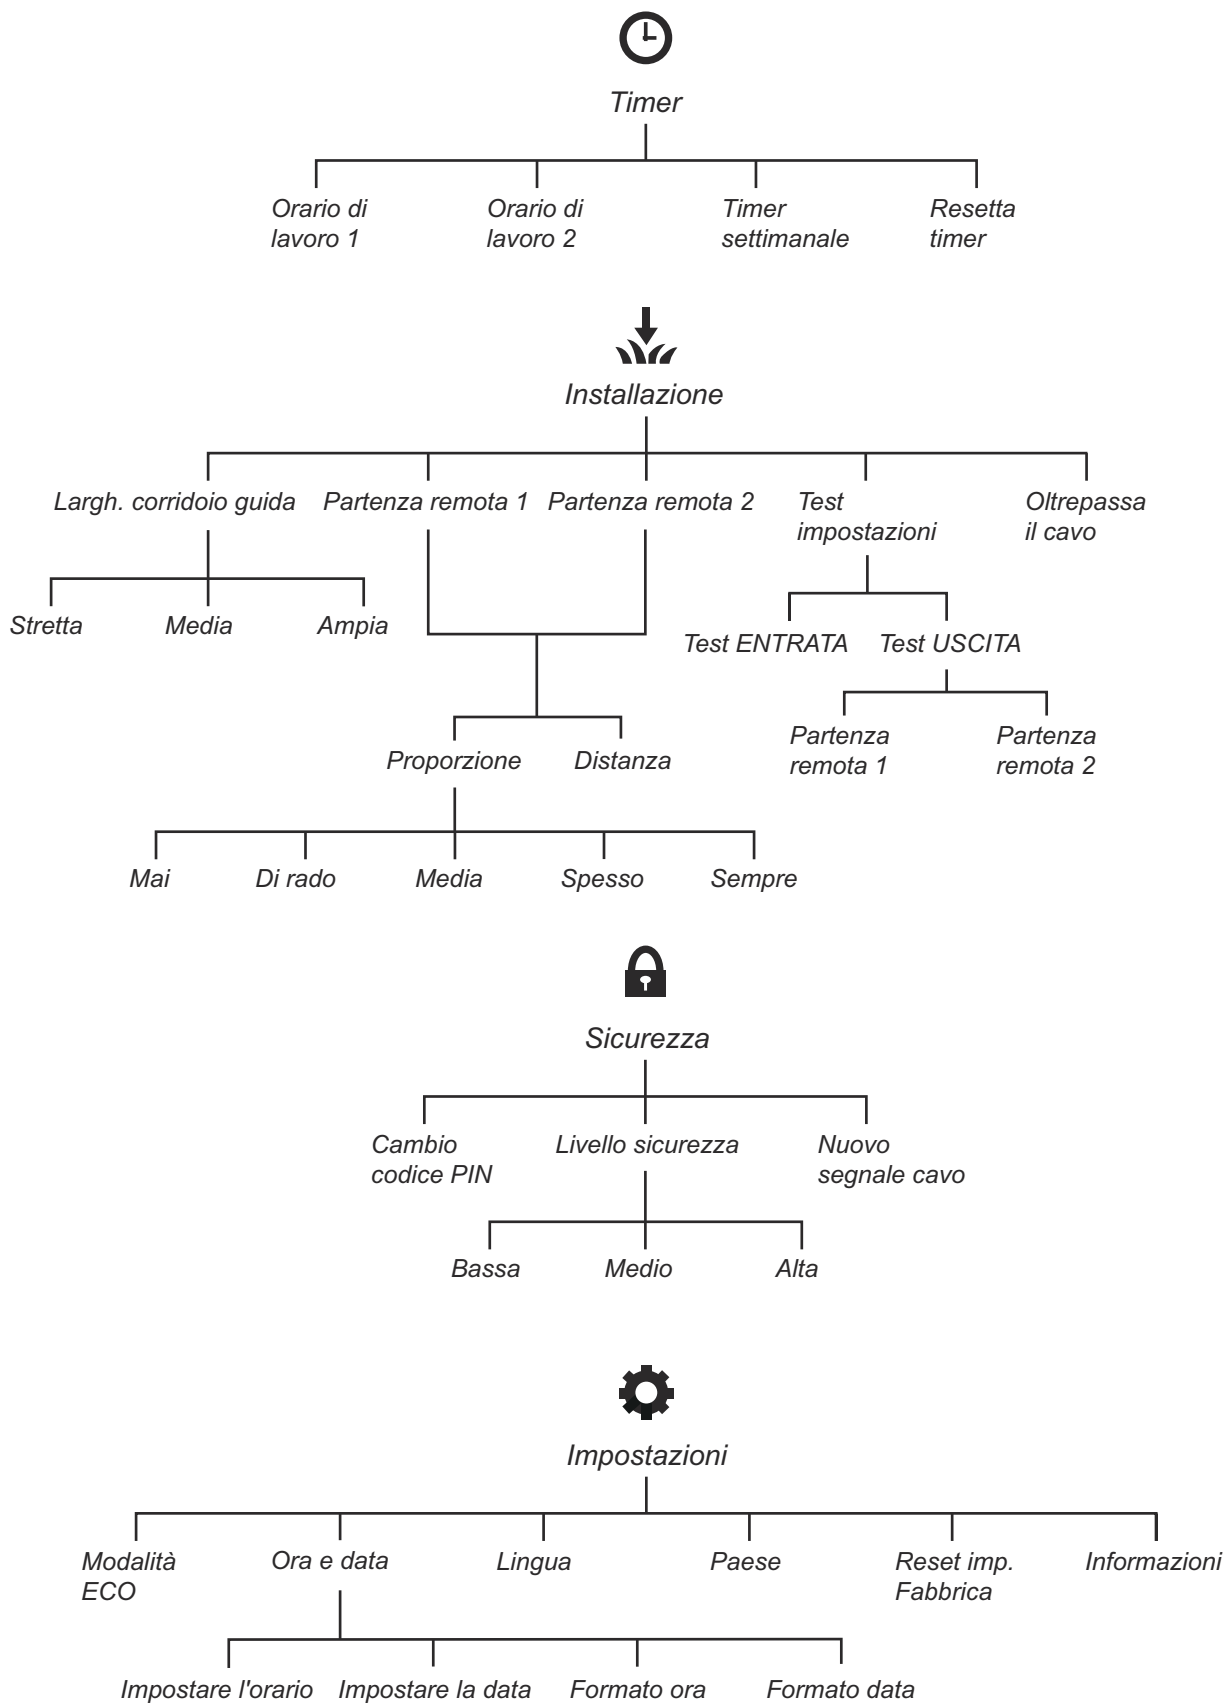 Timer
Orario di
lavoro 1
Orario di
lavoro 2
Timer
settimanale
Resetta
timer
Installazione
Largh. corridoio guida
Partenza remota 1
Partenza remota 2
Test
impostazioni
Oltrepassa
il cavo
Stretta
Media
Ampia
Test ENTRATA
Test USCITA
Partenza
remota 1
Partenza
remota 2
Proporzione
Distanza
Mai
Di rado
Media
Spesso
Sempre
Sicurezza
Cambio
codice PIN
Livello sicurezza
Nuovo
segnale cavo
Bassa
Medio
Alta
Impostazioni
Modalità
ECO
Ora e data
Lingua
Paese
Reset imp.
Fabbrica
Informazioni
Impostare l'orario
Impostare la data
Formato ora
Formato data